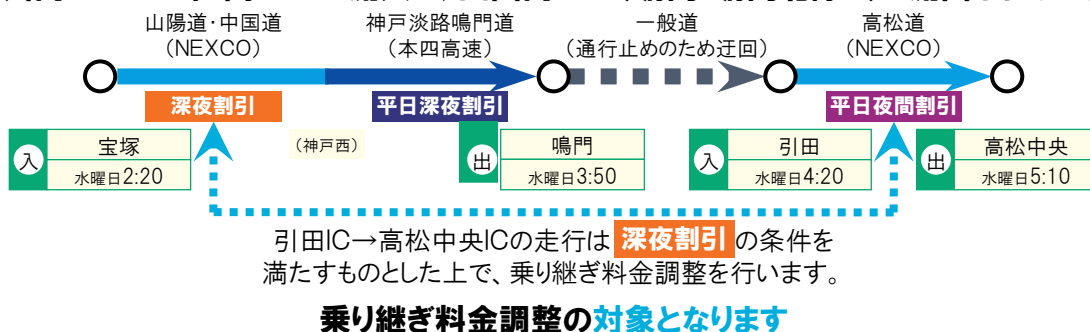 山陽道・中国道
（NEXCO）
神戸淡路鳴門道
（本四高速）
一般道
（通行止めのため迂回）
高松道
（NEXCO）
深夜割引
平日深夜割引
平日夜間割引
入
宝塚
水曜日2:20
（神戸西）
出
鳴門
水曜日3:50
入
引田
水曜日4:20
出
高松中央
水曜日5:10
引田IC→高松中央ICの走行は 深夜割引 の条件を
満たすものとした上で、乗り継ぎ料金調整を行います。
乗り継ぎ料金調整の対象となります